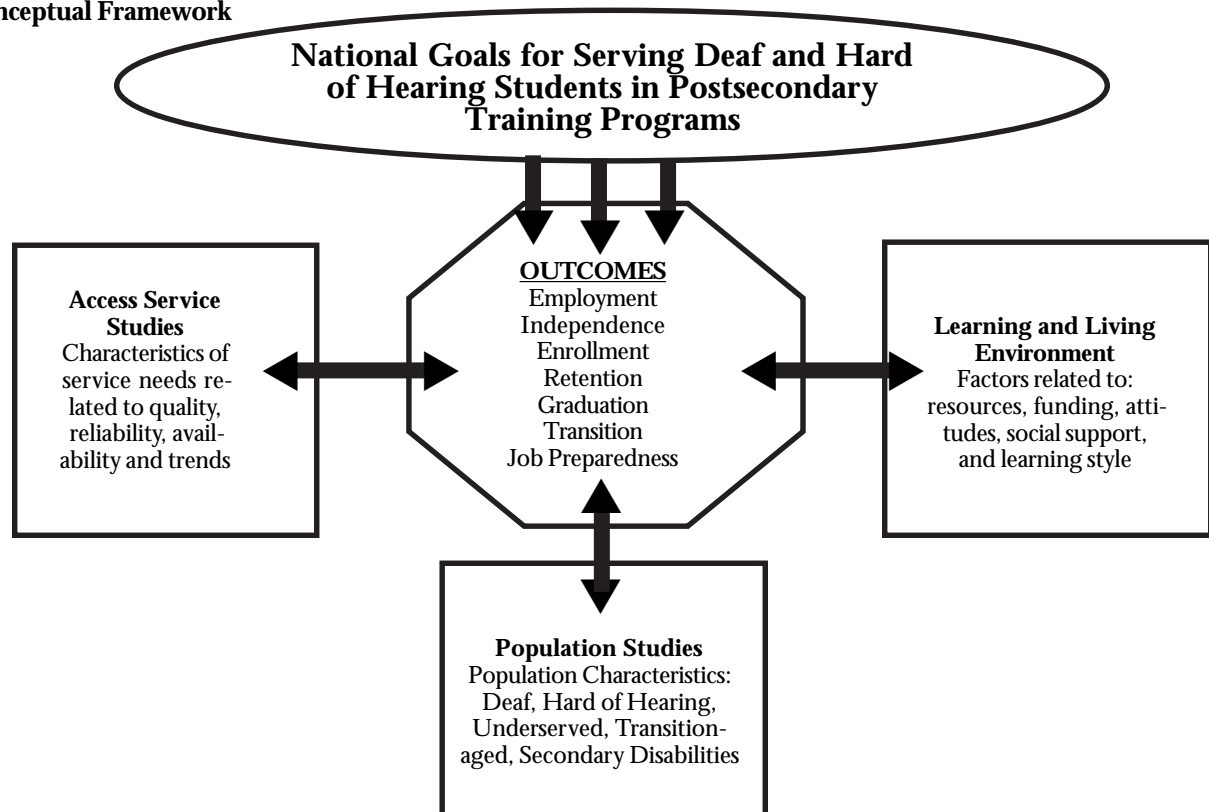 nceptual Framework
National Goals for Serving Deaf and Hard
of Hearing Students in Postsecondary
Training Programs
OUTCOMES
Employment
Independence
Enrollment
Retention
Graduation
Transition
Job Preparedness
Access Service
Studies
Characteristics of
service needs re-
lated to quality,
reliability, avail-
ability and trends
Learning and Living
Environment
Factors related to:
resources, funding, atti-
tudes, social support,
and learning style
Population Studies
Population Characteristics:
Deaf, Hard of Hearing,
Underserved, Transition-
aged, Secondary Disabilities